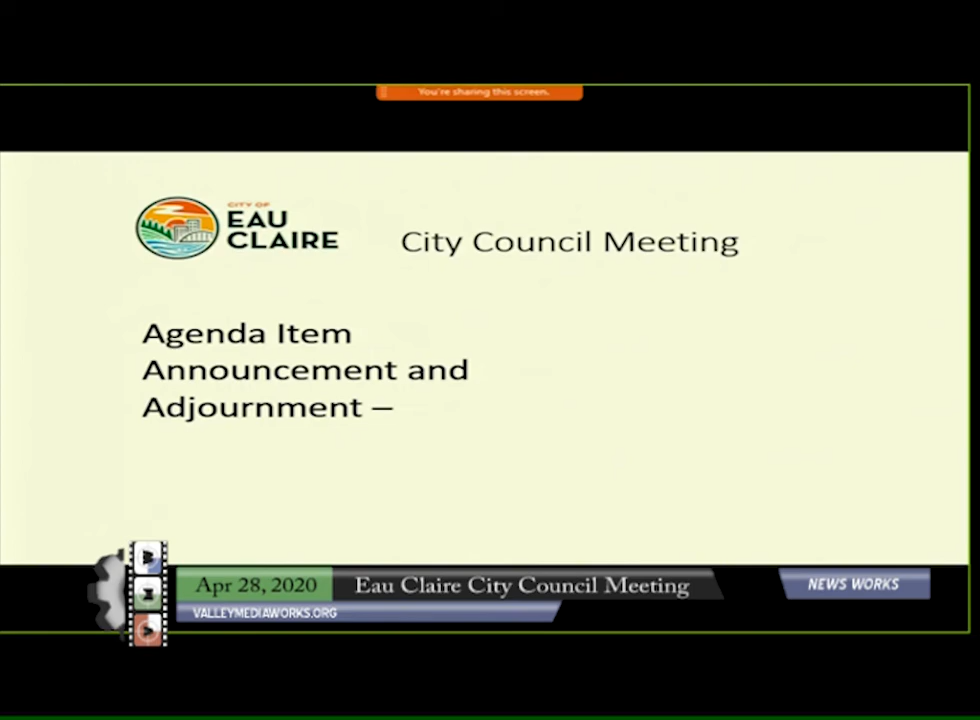 You're sharing this screen.
CITY OF
EAU
CLAIRE
City Council Meeting
Agenda Item
Announcement and
Adjournment –
Apr 28, 2020
Eau Claire City Council Meeting
NEWS WORKS
VALLEYMEDIAWORKS.ORG